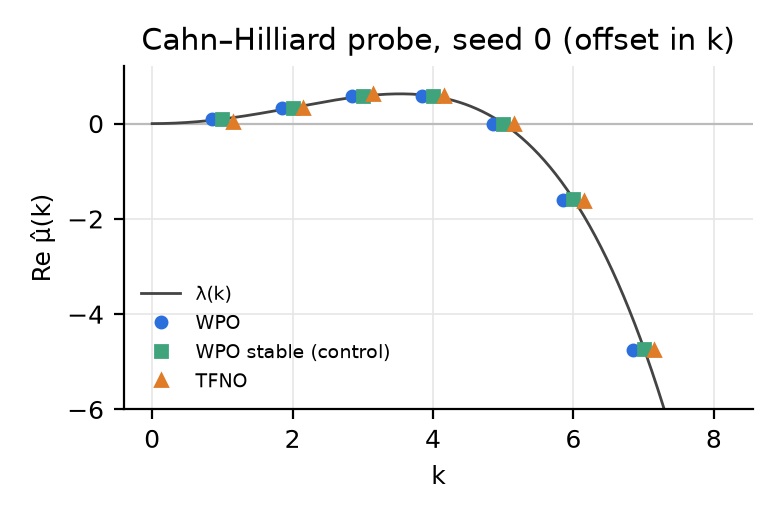 Cahn–Hilliard probe, seed 0 (offset in k)
Re μ̂(k)
0
−2
−4
−6
λ(k)
WPO
WPO stable (control)
TFNO
0 2 4 6 8
k